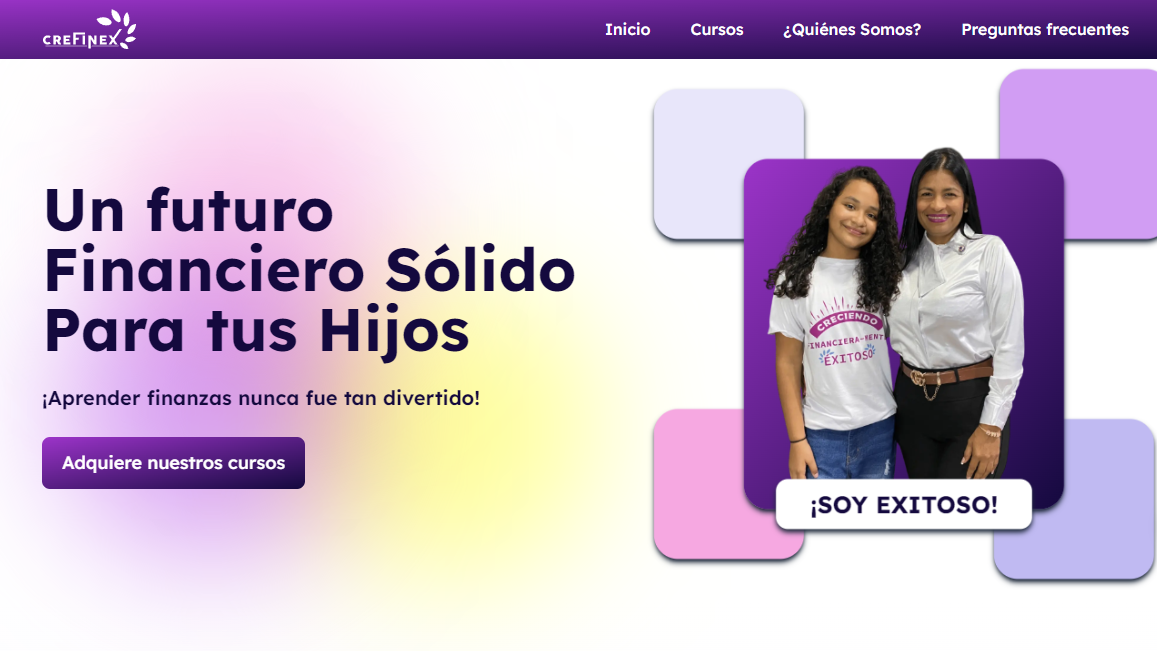 CREFINEX
Inicio
Cursos
¿Quiénes Somos?
Preguntas frecuentes
Un futuro
Financiero Sólido
Para tus Hijos
¡Aprender finanzas nunca fue tan divertido!
Adquiere nuestros cursos
CRECIENDO
FINANCIERA-MENT
EXITOSO
¡SOY EXITOSO!